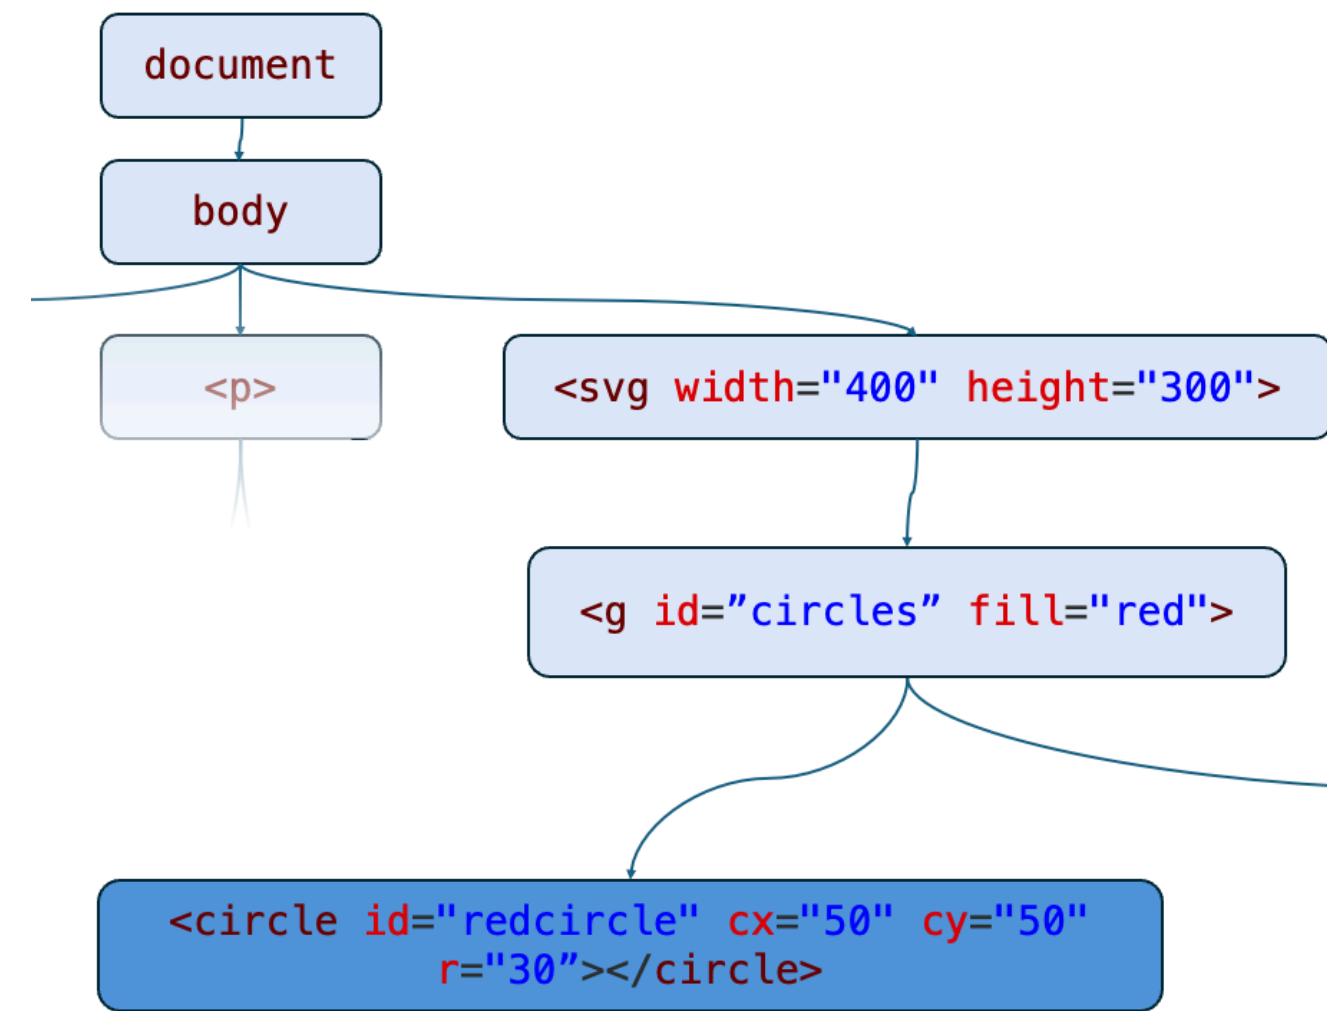 document
body
<p>
<svg width="400" height="300">
<g id=”circles” fill="red">
<circle id="redcircle" cx="50" cy="50"
r="30”></circle>